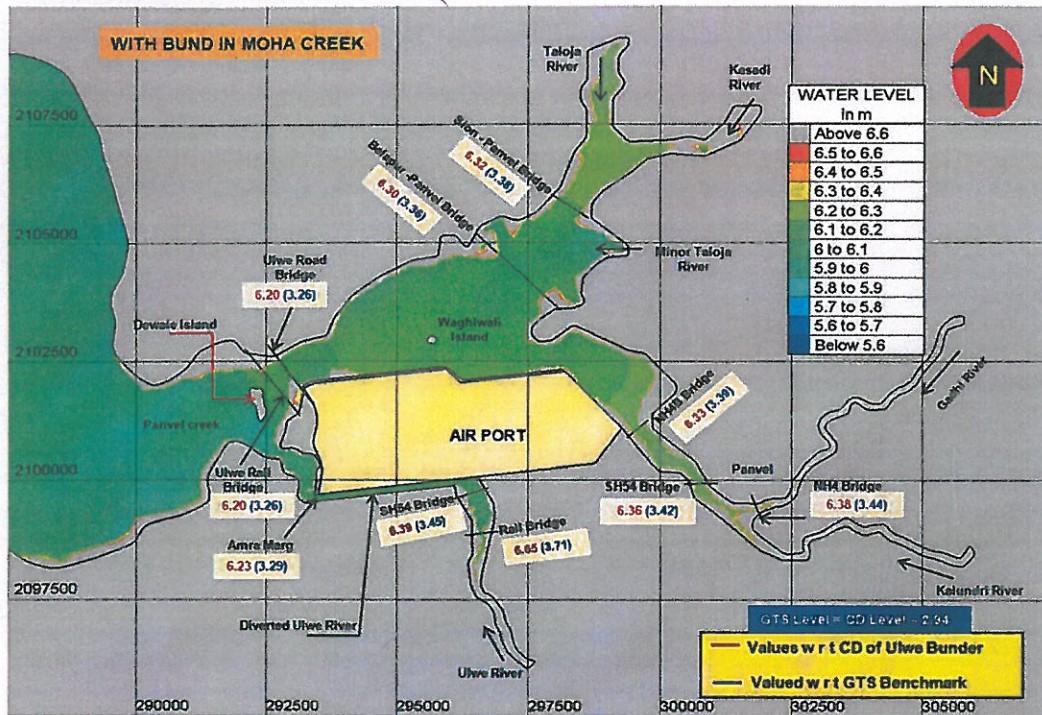 WITH BUND IN MOHA CREEK
Taloja
River
Kasadi
River
N
WATER LEVEL
In m
Above 6.6
6.5 to 6.6
6.4 to 6.5
6.3 to 6.4
6.2 to 6.3
6.1 to 6.2
6 to 6.1
5.9 to 6
5.8 to 5.9
5.7 to 5.8
5.6 to 5.7
Below 5.6
2107500
Sion - Panvel Bridge
6.32 (3.38)
Belapur -Panvel Bridge
6.30 (3.36)
2105000
Minor Taloja
River
Ulwe Road
Bridge
6.20 (3.26)
Dewale Island
Waghiwali
Island
2102500
NH4B Bridge
6.33 (3.39)
Gadhi River
Panvel creek
AIR PORT
2100000
Ulwe Rail
Bridge
6.20 (3.26)
SH54 Bridge
6.39 (3.45)
Rail Bridge
6.65 (3.71)
SH54 Bridge
6.36 (3.42)
Panvel
NH4 Bridge
6.38 (3.44)
Amra Marg
6.23 (3.29)
Kalundri River
2097500
Diverted Ulwe River
Ulwe River
GTS Level = CD Level - 2.94
Values w r t CD of Ulwe Bunder
Valued w r t GTS Benchmark
290000
292500
295000
297500
300000
302500
305000